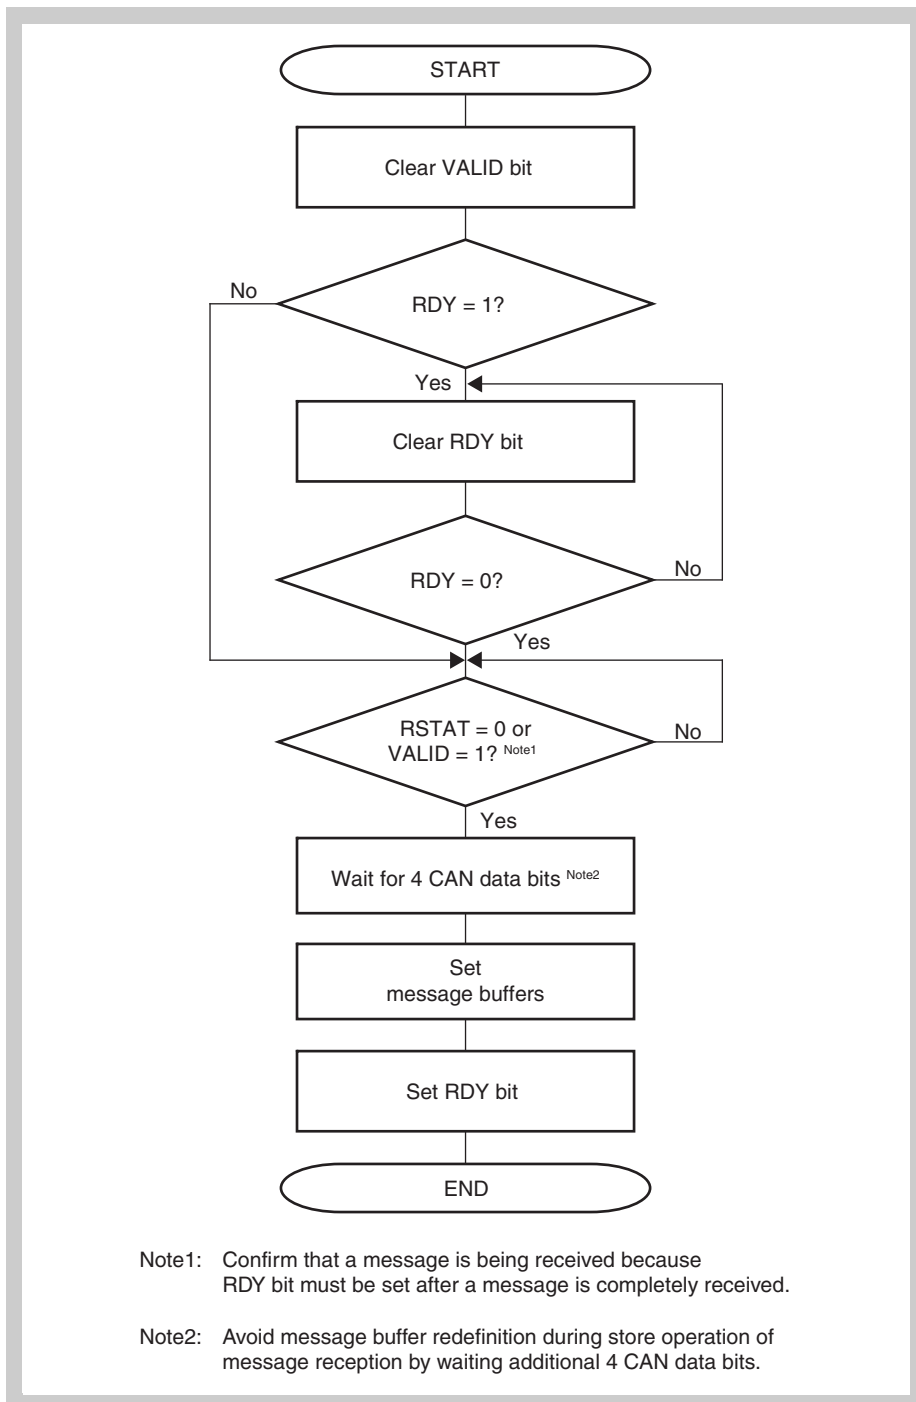 START
Clear VALID bit
No
RDY = 1?
Yes
Clear RDY bit
RDY = 0?
No
Yes
RSTAT = 0 or
VALID = 1? Note1
No
Yes
Wait for 4 CAN data bits Note2
Set
message buffers
Set RDY bit
END
Note1: Confirm that a message is being received because
RDY bit must be set after a message is completely received.
Note2: Avoid message buffer redefinition during store operation of
message reception by waiting additional 4 CAN data bits.